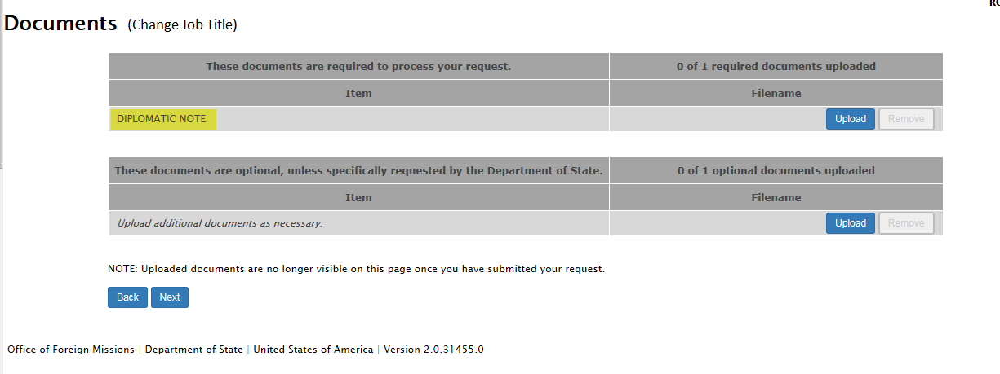 Documents (Change Job Title)
These documents are required to process your request. 0 of 1 required documents uploaded
Item Filename
DIPLOMATIC NOTE Upload Remove
These documents are optional, unless specifically requested by the Department of State. 0 of 1 optional documents uploaded
Item Filename
Upload additional documents as necessary. Upload Remove
NOTE: Uploaded documents are no longer visible on this page once you have submitted your request.
Back Next
Office of Foreign Missions | Department of State | United States of America | Version 2.0.31455.0